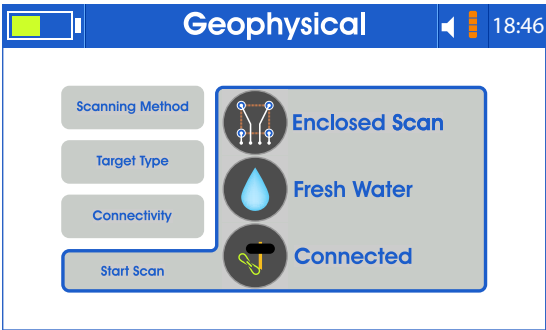 Geophysical
18:46
Scanning Method
Target Type
Connectivity
Start Scan
Enclosed Scan
Fresh Water
Connected